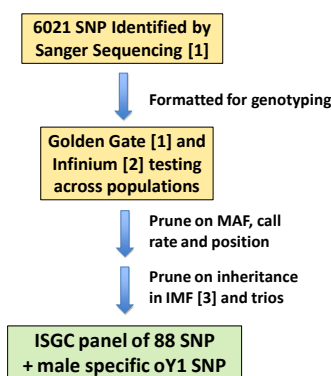 6021 SNP Identified by
Sanger Sequencing [1]
Formatted for genotyping
Golden Gate [1] and
Infinium [2] testing
across populations
Prune on MAF, call
rate and position
Prune on inheritance
in IMF [3] and trios
ISGC panel of 88 SNP
+ male specific oY1 SNP